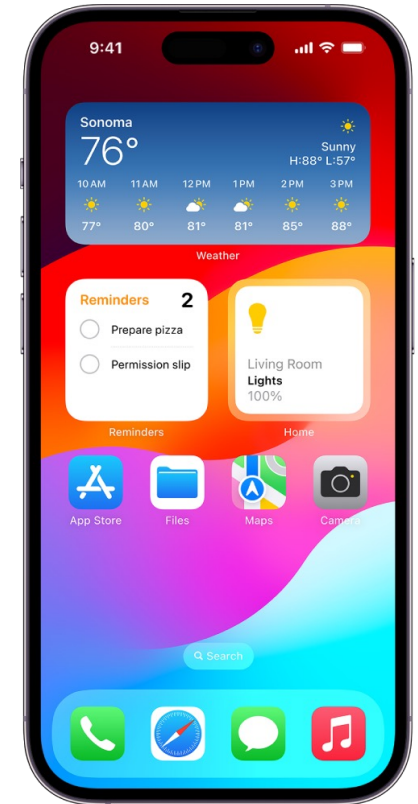 9:41
Sonoma
76°
Sunny
H:88° L:57°
10 AM 11 AM 12 PM 1 PM 2 PM 3 PM
77° 80° 81° 81° 85° 88°
Weather
Reminders 2
Prepare pizza
Permission slip
Reminders
Living Room
Lights
100%
Home
App Store Files Maps Camera
Search